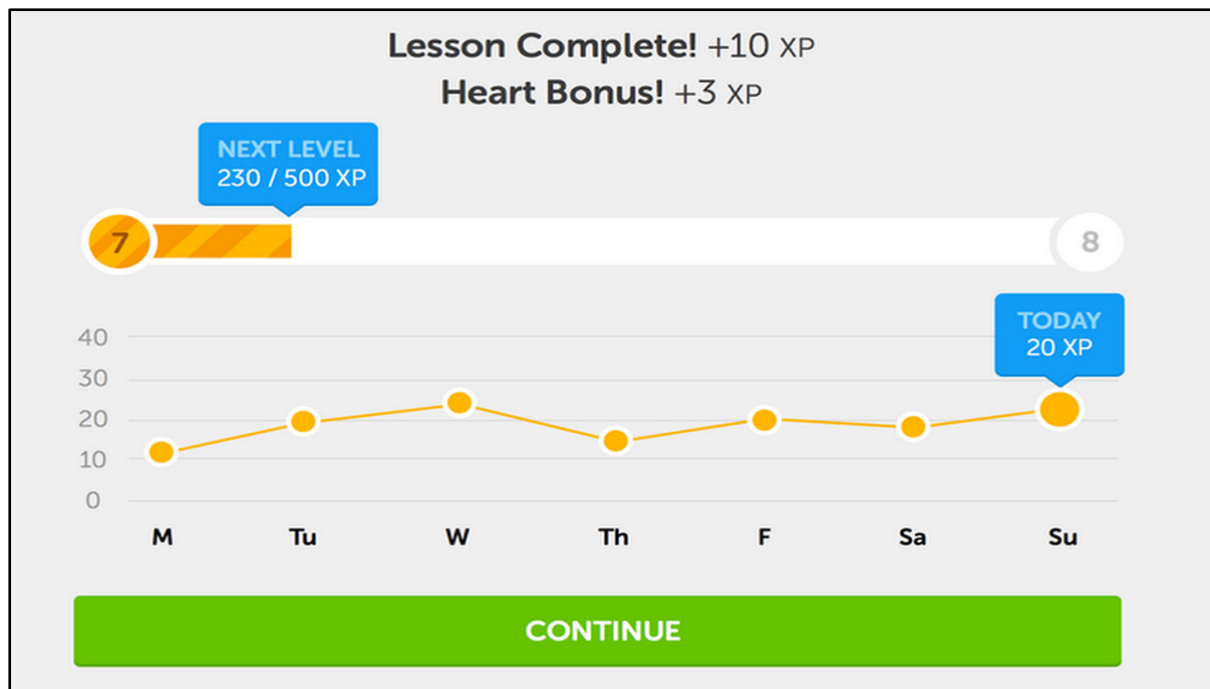 Lesson Complete! +10 XP
Heart Bonus! +3 XP
NEXT LEVEL
230 / 500 XP
7
8
TODAY
20 XP
40
30
20
10
0
M Tu W Th F Sa Su
CONTINUE